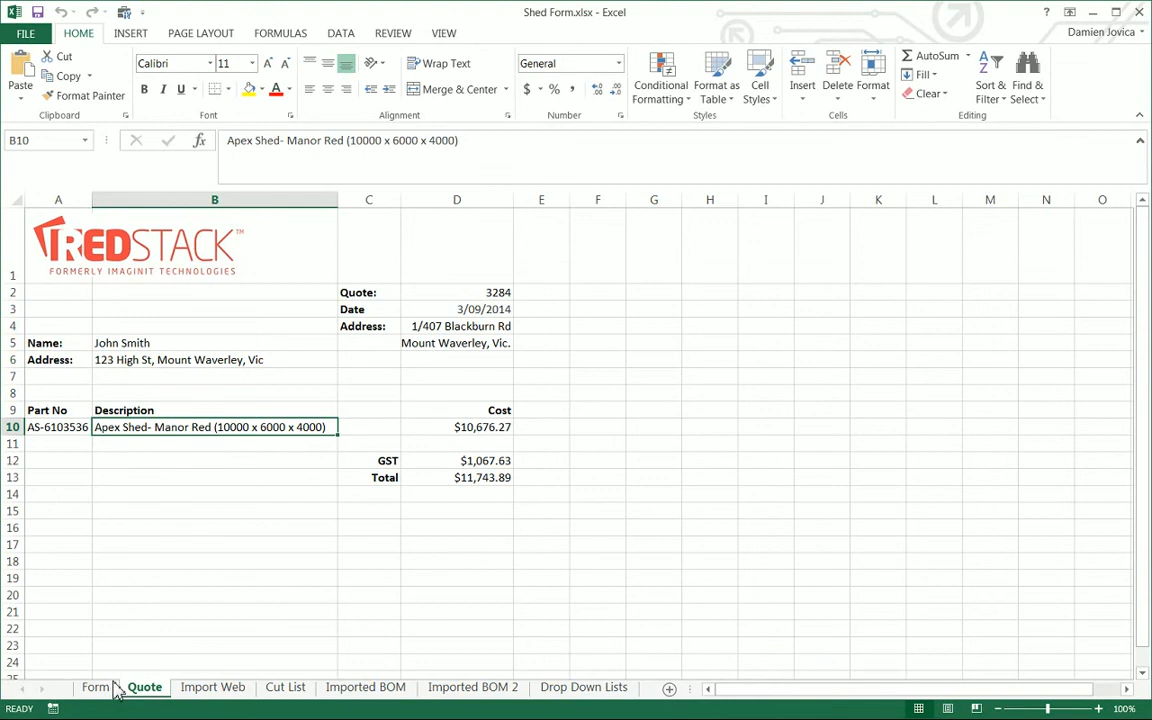 Shed Form.xlsx - Excel
FILE HOME INSERT PAGE LAYOUT FORMULAS DATA REVIEW VIEW Damien Jovica
Paste Cut Copy Format Painter
Calibri 11 Wrap Text Merge & Center General
Conditional Formatting Format as Table Cell Styles Insert Delete Format AutoSum Fill Clear Sort & Filter Find & Select
Clipboard Font Alignment Number Styles Cells Editing
B10 fx Apex Shed- Manor Red (10000 x 6000 x 4000)
A B C D E F G H I J K L M N O
REDSTACK™
FORMERLY IMAGINIT TECHNOLOGIES
1
2 Quote: 3284
3 Date 3/09/2014
4 Address: 1/407 Blackburn Rd
5 Name: John Smith Mount Waverley, Vic.
6 Address: 123 High St, Mount Waverley, Vic
7
8
9 Part No Description Cost
10 AS-6103536 Apex Shed- Manor Red (10000 x 6000 x 4000) $10,676.27
11
12 GST $1,067.63
13 Total $11,743.89
14
15
16
17
18
19
20
21
22
23
24
25
Form Quote Import Web Cut List Imported BOM Imported BOM 2 Drop Down Lists
READY 100%